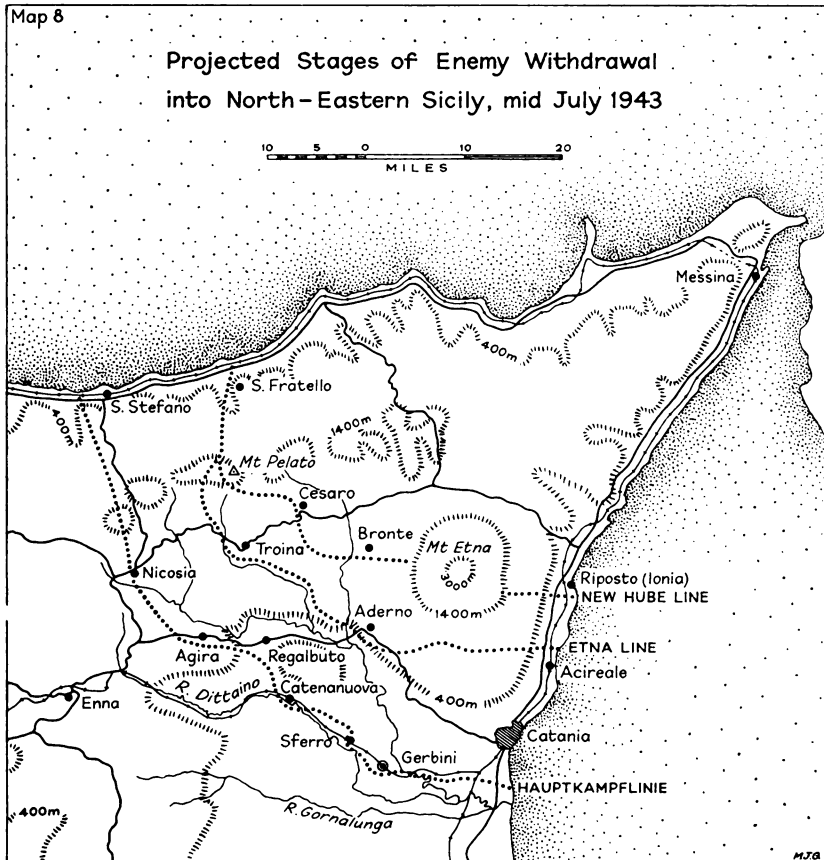 Map 8
Projected Stages of Enemy Withdrawal
into North-Eastern Sicily, mid July 1943
10 5 0 10 20
MILES
Messina
400m
S. Fratello
S. Stefano
400m
1400m
Mt Pelato
Cesaro
Bronte
Mt Etna
3000m
Troina
Nicosia
Riposto (Ionia)
NEW HUBE LINE
1400m
Aderno
ETNA LINE
Agira
Regalbuto
Acireale
400m
R. Dittaino
Catenanuova
Enna
Sferro
Catania
Gerbini
HAUPTKAMPFLINIE
R. Gornalunga
400m
M.J.G.